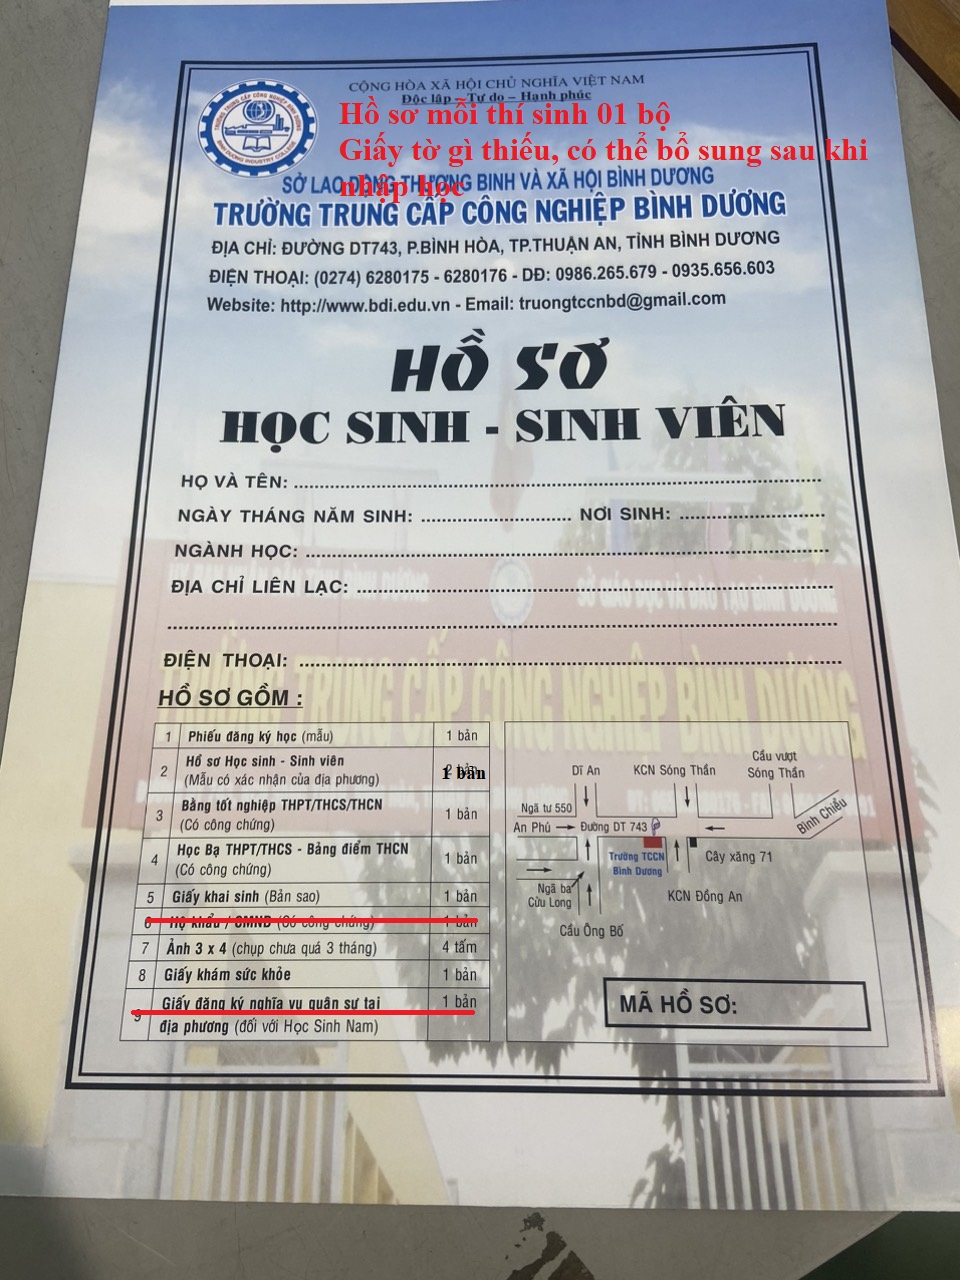 CỘNG HÒA XÃ HỘI CHỦ NGHĨA VIỆT NAM
Độc lập – Tự do – Hạnh phúc
Hồ sơ mỗi thí sinh 01 bộ
Giấy tờ gì thiếu, có thể bổ sung sau khi
nhập học
TRƯỜNG TRUNG CẤP CÔNG NGHIỆP BÌNH DƯƠNG
BINH DUONG INDUSTRY COLLEGE
SỞ LAO ĐỘNG THƯƠNG BINH VÀ XÃ HỘI BÌNH DƯƠNG
TRƯỜNG TRUNG CẤP CÔNG NGHIỆP BÌNH DƯƠNG
ĐỊA CHỈ: ĐƯỜNG DT743, P.BÌNH HÒA, TP.THUẬN AN, TỈNH BÌNH DƯƠNG
ĐIỆN THOẠI: (0274) 6280175 - 6280176 - DĐ: 0986.265.679 - 0935.656.603
Website: http://www.bdi.edu.vn - Email: truongtccnbd@gmail.com
HỒ SƠ
HỌC SINH - SINH VIÊN
HỌ VÀ TÊN:
NGÀY THÁNG NĂM SINH: NƠI SINH:
NGÀNH HỌC:
ĐỊA CHỈ LIÊN LẠC:
ĐIỆN THOẠI:
HỒ SƠ GỒM :
1 Phiếu đăng ký học (mẫu) 1 bản
2 Hồ sơ Học sinh - Sinh viên
(Mẫu có xác nhận của địa phương) 1 bản
3 Bằng tốt nghiệp THPT/THCS/THCN
(Có công chứng) 1 bản
4 Học Bạ THPT/THCS - Bảng điểm THCN
(Có công chứng) 1 bản
5 Giấy khai sinh (Bản sao) 1 bản
6 Hộ khẩu / CMND (Có công chứng) 1 bản
7 Ảnh 3 x 4 (chụp chưa quá 3 tháng) 4 tấm
8 Giấy khám sức khỏe 1 bản
9 Giấy đăng ký nghĩa vụ quân sự tại
địa phương (đối với Học Sinh Nam) 1 bản
Dĩ An
KCN Sóng Thần
Cầu vượt
Sóng Thần
Ngã tư 550
Bình Chiểu
An Phú
Đường DT 743
Trường TCCN
Bình Dương
Cây xăng 71
Ngã ba
Cửu Long
KCN Đồng An
Cầu Ông Bố
MÃ HỒ SƠ: